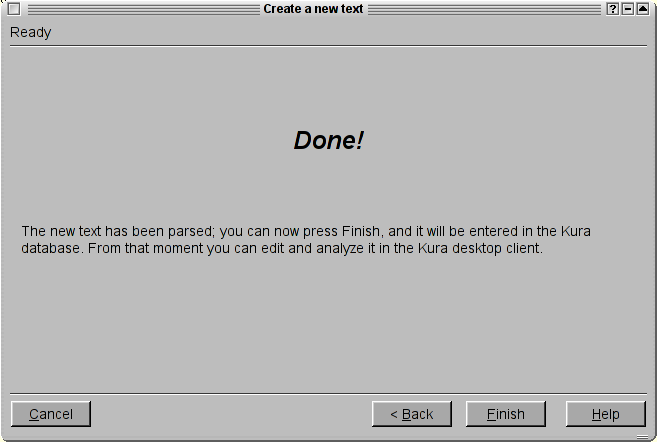 Create a new text
?
Ready
Done!
The new text has been parsed; you can now press Finish, and it will be entered in the Kura
database. From that moment you can edit and analyze it in the Kura desktop client.
Cancel
< Back
Finish
Help